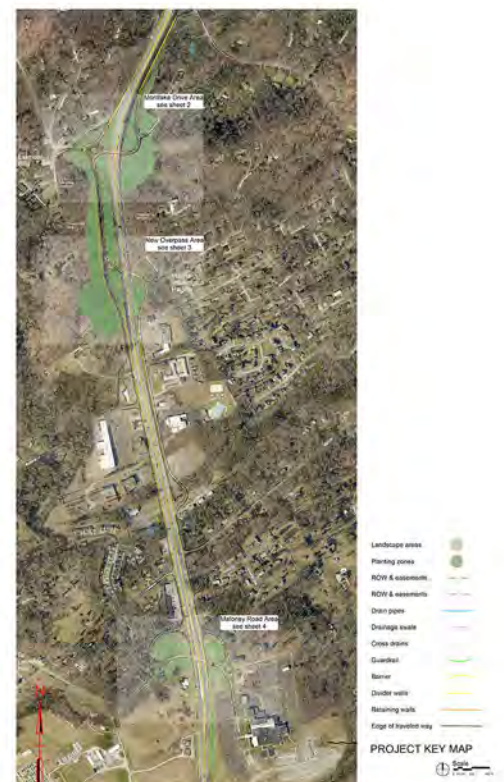 Montlake Drive Area
see sheet 2
New Overpass Area
see sheet 3
Maloney Road Area
see sheet 4
N
Landscape areas
Planting zones
ROW & easements
ROW & easements
Drain pipes
Drainage swale
Cross drains
Guardrail
Barrier
Divider walls
Retaining walls
Edge of traveled way
PROJECT KEY MAP
Scale